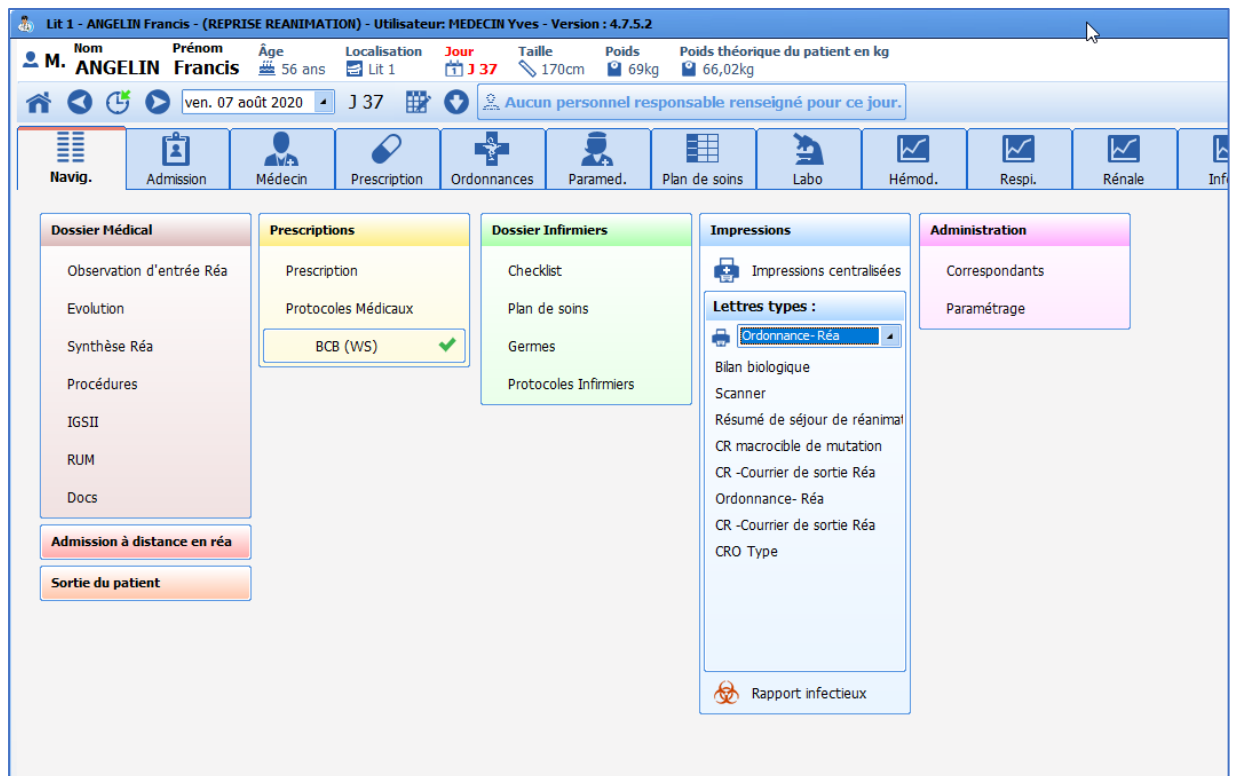 Lit 1 - ANGELIN Francis - (REPRISE REANIMATION) - Utilisateur: MEDECIN Yves - Version : 4.7.5.2
Nom Prénom Âge Localisation Jour Taille Poids Poids théorique du patient en kg
M. ANGELIN Francis 56 ans Lit 1 J 37 170cm 69kg 66,02kg
ven. 07 août 2020 J 37 Aucun personnel responsable renseigné pour ce jour.
Navig. Admission Médecin Prescription Ordonnances Paramed. Plan de soins Labo Hémod. Respi. Rénale Inf
Dossier Médical
Observation d'entrée Réa
Evolution
Synthèse Réa
Procédures
IGSII
RUM
Docs
Admission à distance en réa
Sortie du patient
Prescriptions
Prescription
Protocoles Médicaux
BCB (WS)
Dossier Infirmiers
Checklist
Plan de soins
Germes
Protocoles Infirmiers
Impressions
Impressions centralisées
Lettres types :
Ordonnance- Réa
Bilan biologique
Scanner
Résumé de séjour de réanimat
CR macrocible de mutation
CR -Courrier de sortie Réa
Ordonnance- Réa
CR -Courrier de sortie Réa
CRO Type
Rapport infectieux
Administration
Correspondants
Paramétrage